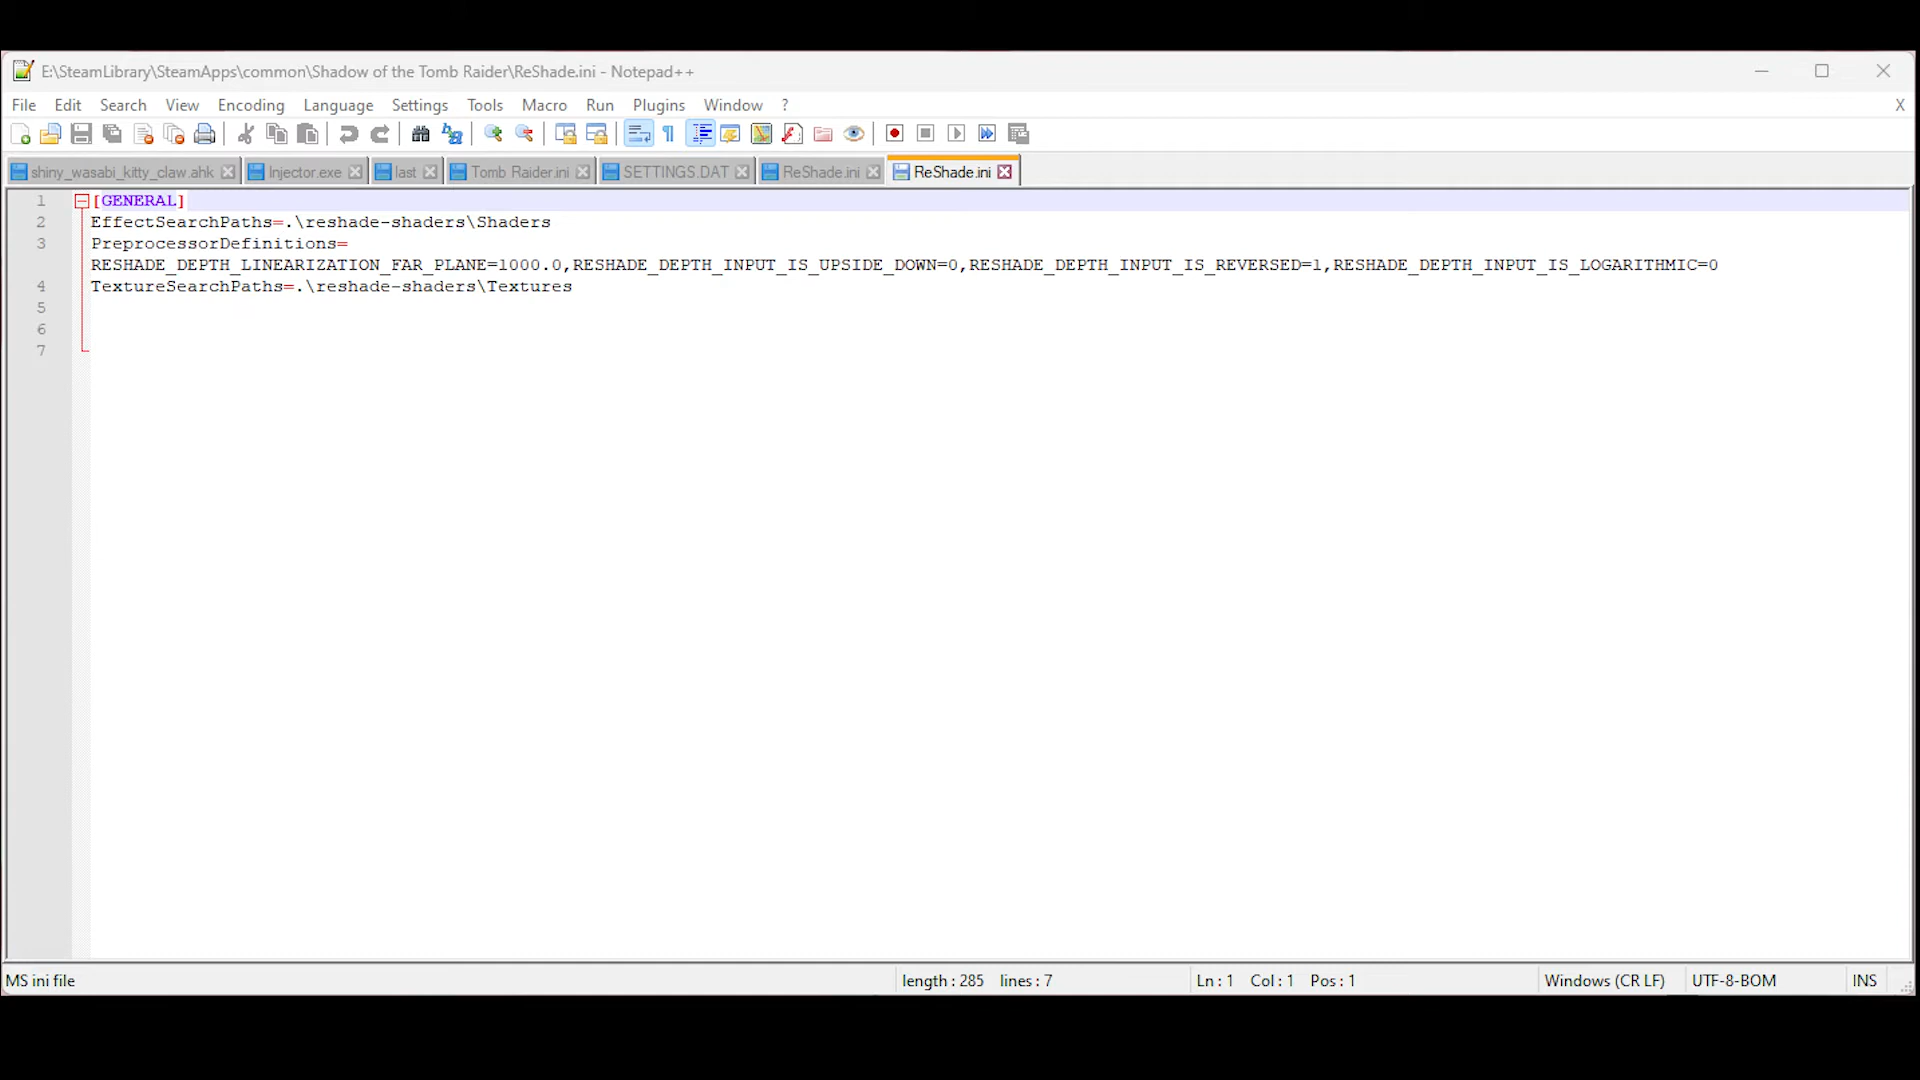 E:\SteamLibrary\SteamApps\common\Shadow of the Tomb Raider\ReShade.ini - Notepad++
File Edit Search View Encoding Language Settings Tools Macro Run Plugins Window ? X
shiny_wasabi_kitty_claw.ahk Injector.exe last Tomb Raider.ini SETTINGS.DAT ReShade.ini ReShade.ini
1 [GENERAL]
2 EffectSearchPaths=.\reshade-shaders\Shaders
3 PreprocessorDefinitions=
RESHADE_DEPTH_LINEARIZATION_FAR_PLANE=1000.0,RESHADE_DEPTH_INPUT_IS_UPSIDE_DOWN=0,RESHADE_DEPTH_INPUT_IS_REVERSED=1,RESHADE_DEPTH_INPUT_IS_LOGARITHMIC=0
4 TextureSearchPaths=.\reshade-shaders\Textures
5
6
7
MS ini file length : 285 lines : 7 Ln : 1 Col : 1 Pos : 1 Windows (CR LF) UTF-8-BOM INS